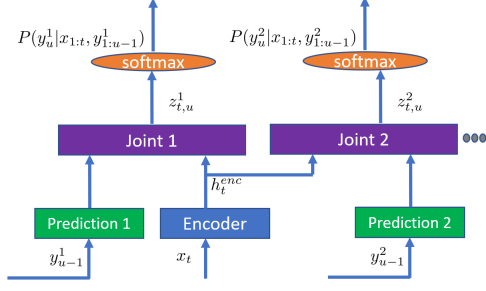 P(y_u^1|x_{1:t}, y_{1:u-1}^1) P(y_u^2|x_{1:t}, y_{1:u-1}^2)
softmax softmax
z_{t,u}^1 z_{t,u}^2
Joint 1 Joint 2
h_t^{enc}
Prediction 1 Encoder Prediction 2
y_{u-1}^1 x_t y_{u-1}^2